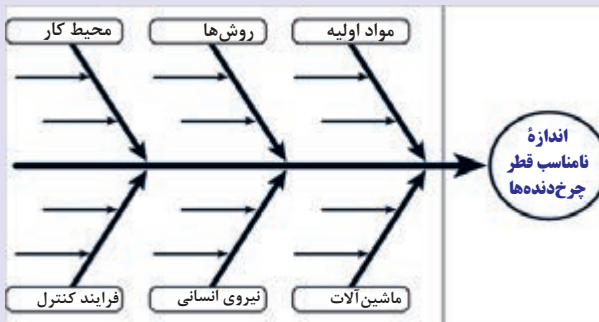 مواد اولیه
روش‌ها
محیط کار
اندازهٔ
نامناسب قطر
چرخ‌دنده‌ها
ماشین‌آلات
نیروی انسانی
فرایند کنترل